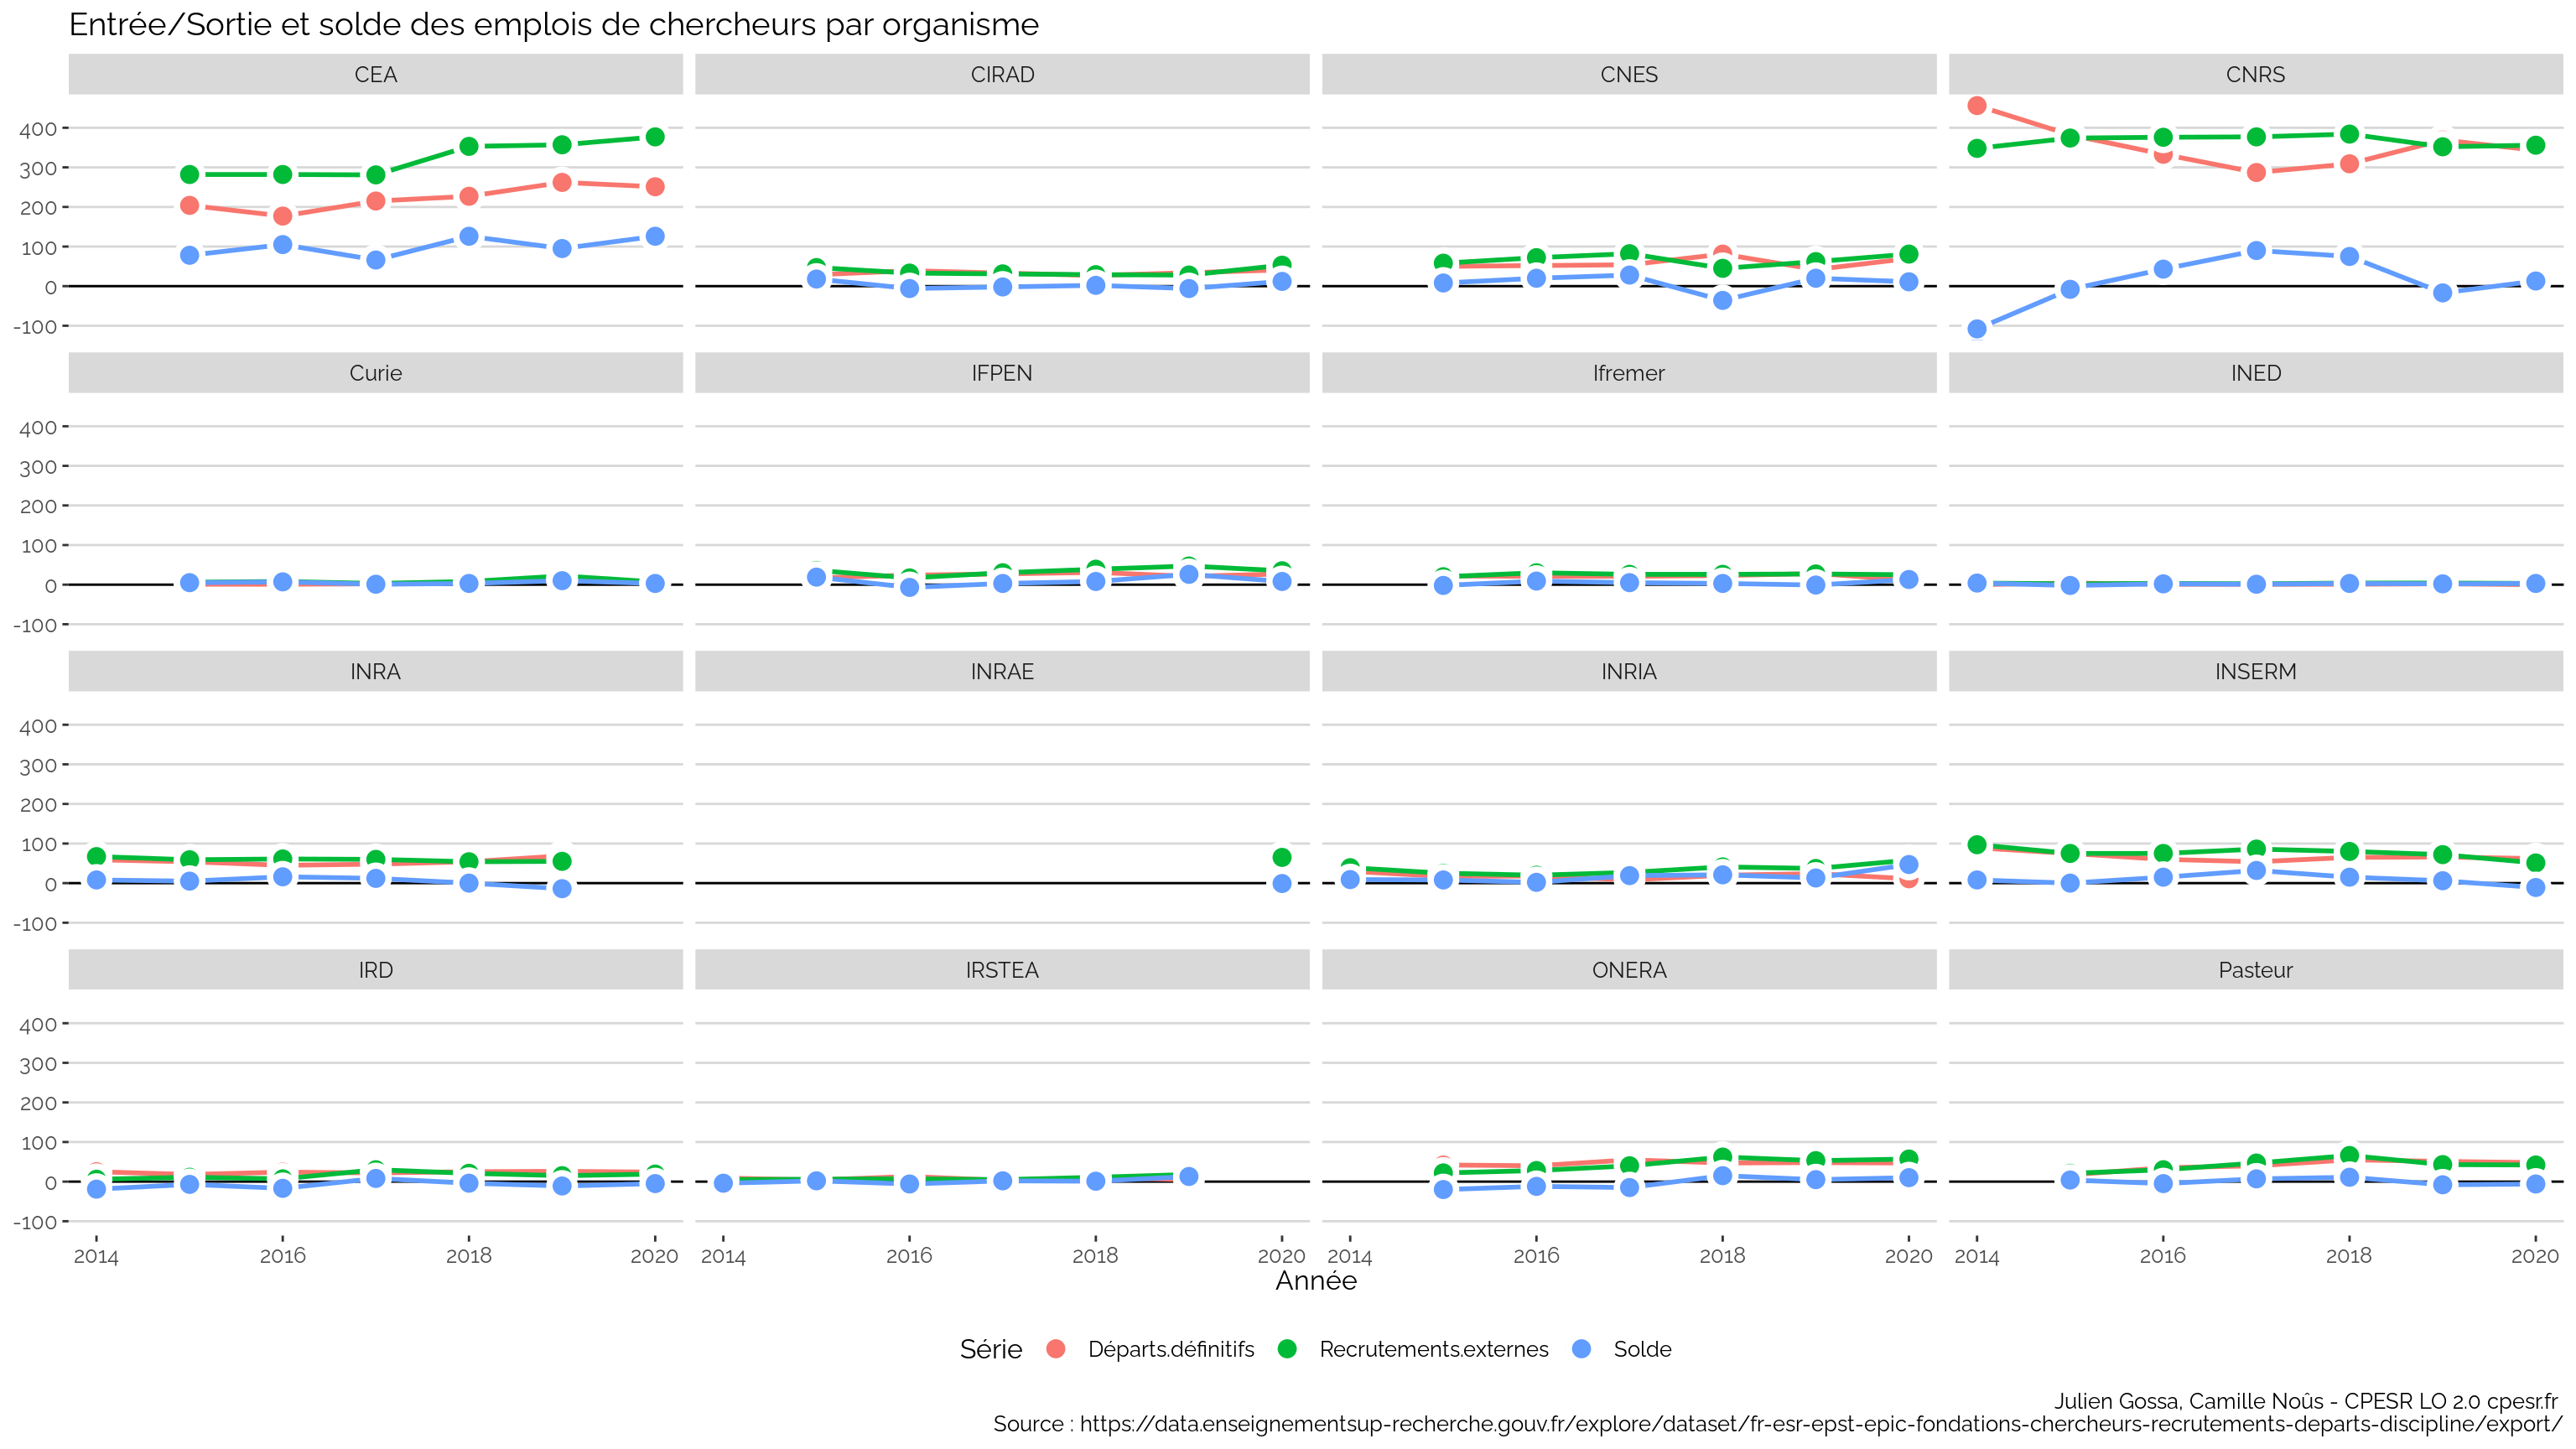 Entrée/Sortie et solde des emplois de chercheurs par organisme
CEA CIRAD CNES CNRS
400
300
200
100
0
-100
Curie IFPEN Ifremer INED
400
300
200
100
0
-100
INRA INRAE INRIA INSERM
400
300
200
100
0
-100
IRD IRSTEA ONERA Pasteur
400
300
200
100
0
-100
2014 2016 2018 2020 2014 2016 2018 2020 2014 2016 2018 2020 2014 2016 2018 2020
Année
Série Départs.définitifs Recrutements.externes Solde
Julien Gossa, Camille Noûs - CPESR LO 2.0 cpesr.fr
Source : https://data.enseignementsup-recherche.gouv.fr/explore/dataset/fr-esr-epst-epic-fondations-chercheurs-recrutements-departs-discipline/export/